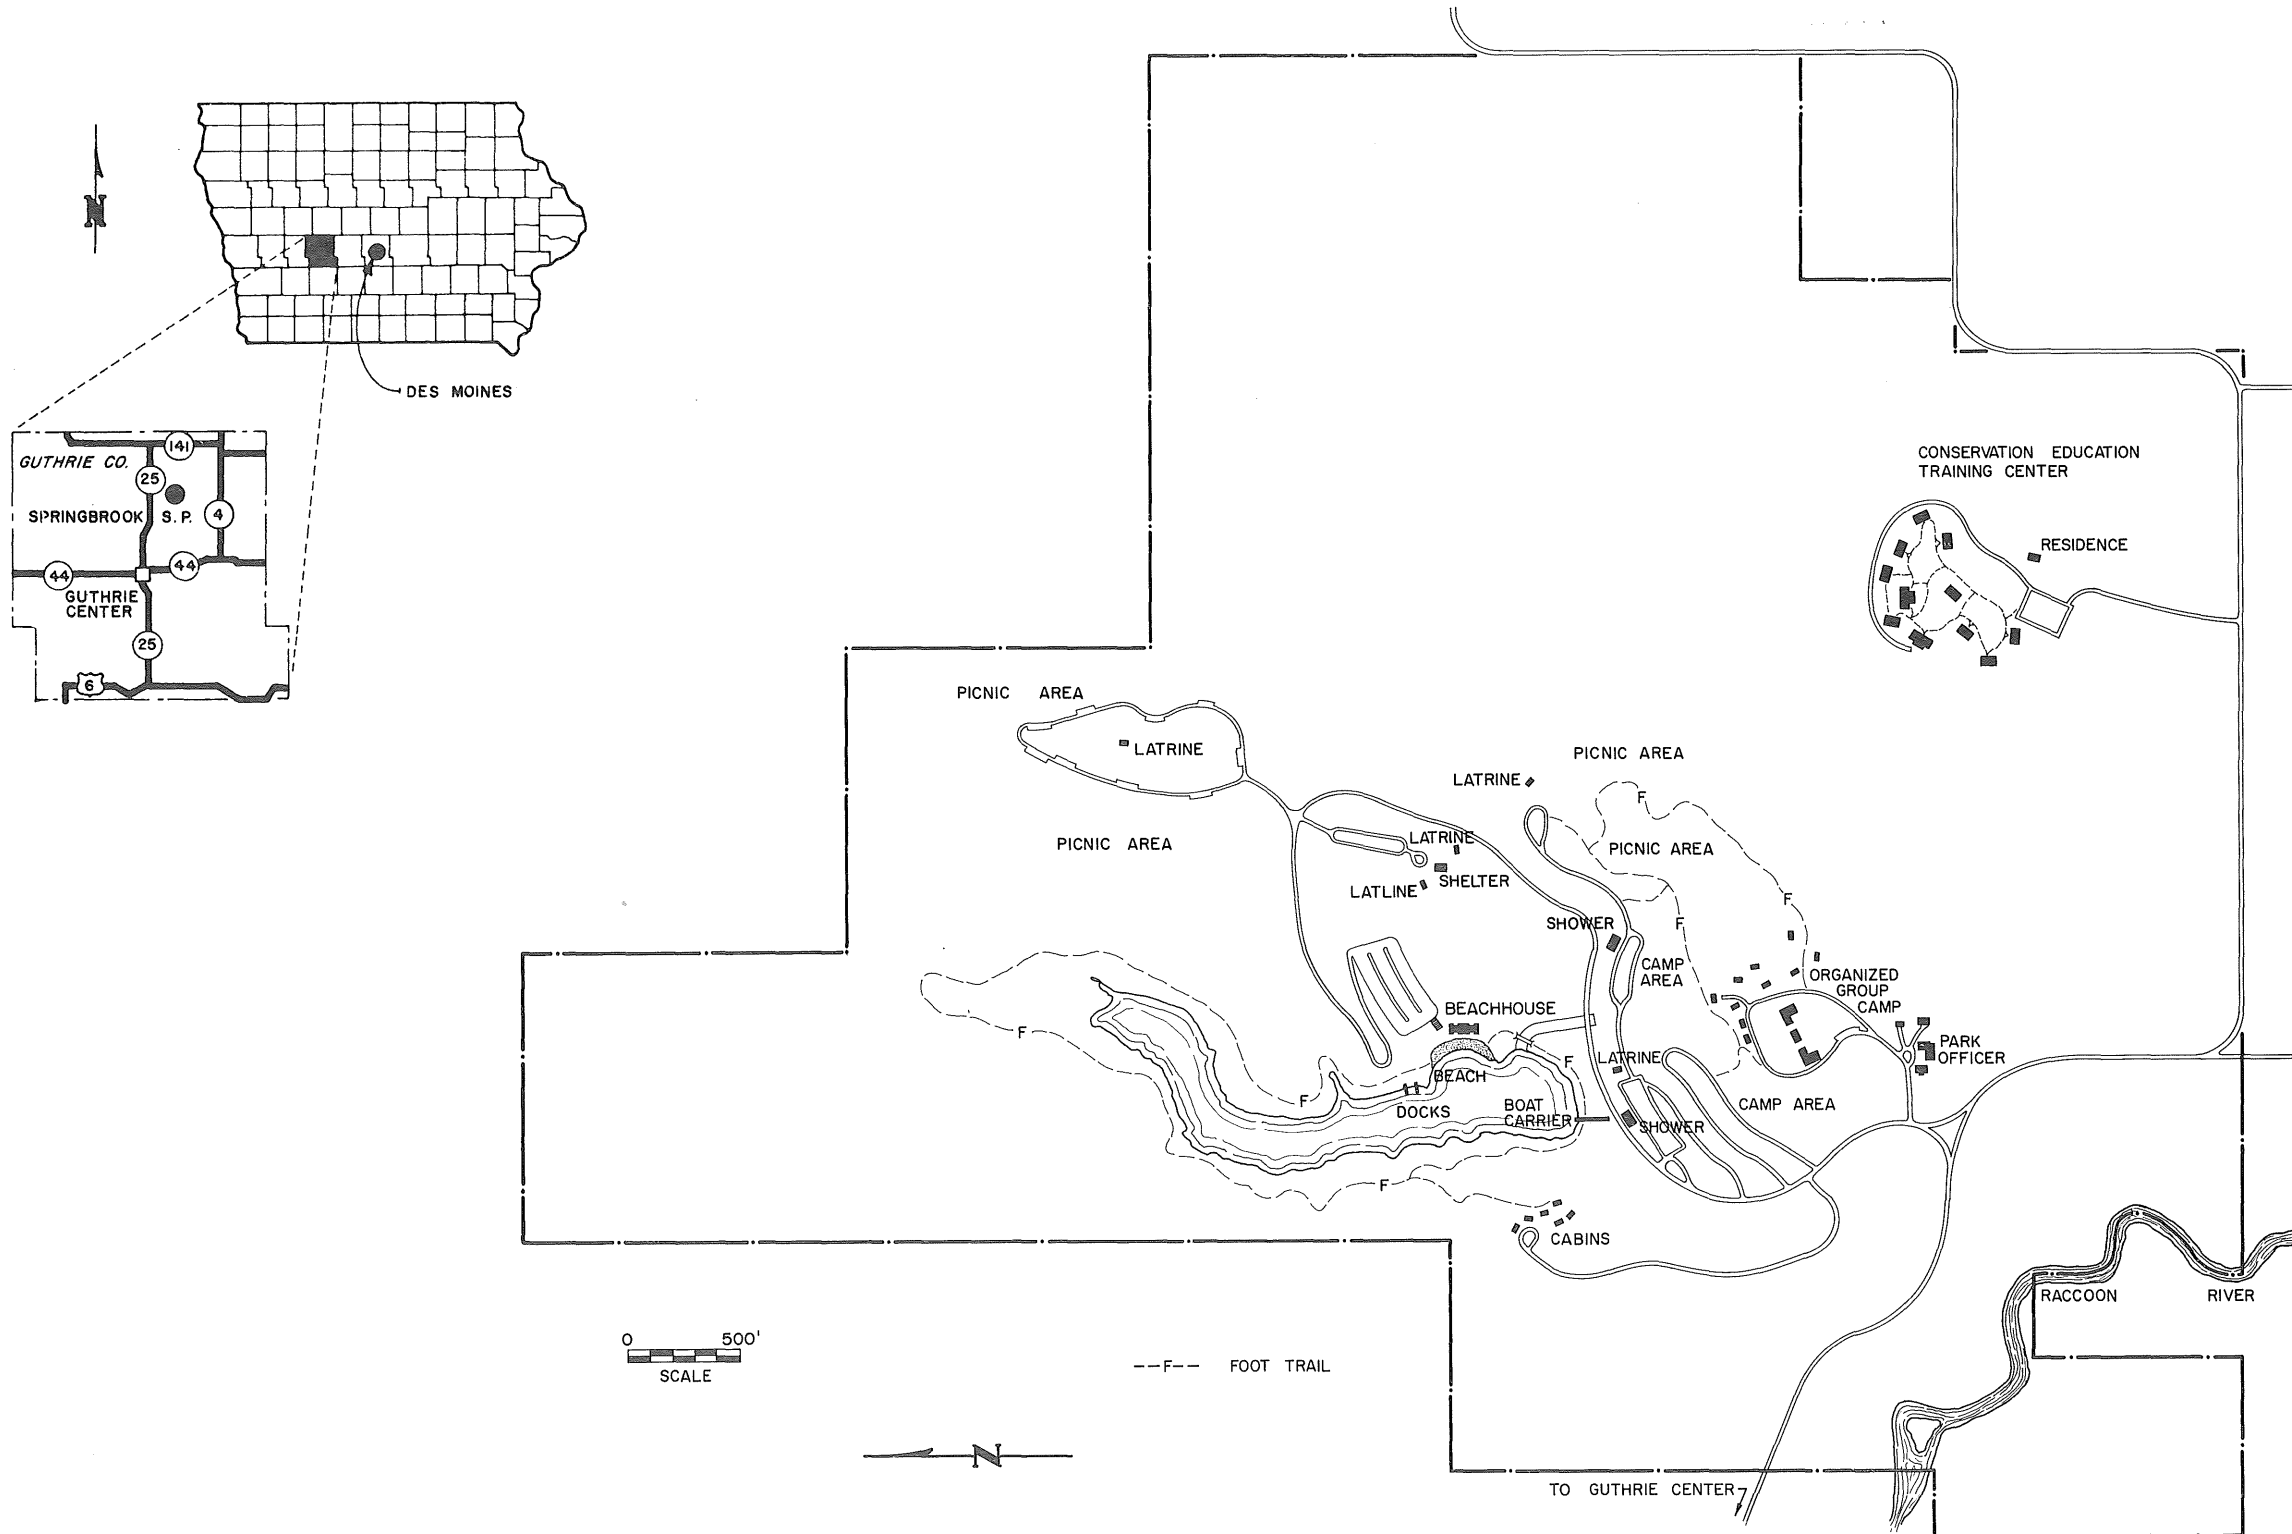 N
DES MOINES
141
GUTHRIE CO.
25
SPRINGBROOK S.P.
4
44
44
GUTHRIE
CENTER
25
6
CONSERVATION EDUCATION
TRAINING CENTER
RESIDENCE
PICNIC AREA
LATRINE
PICNIC AREA
LATRINE
F
PICNIC AREA
LATRINE
PICNIC AREA
SHELTER
LATLINE
F
F
SHOWER
CAMP
AREA
ORGANIZED
GROUP
CAMP
BEACHHOUSE
F
PARK
OFFICER
LATRINE
F
BEACH
F
DOCKS
BOAT
CARRIER
CAMP AREA
SHOWER
F
CABINS
RACCOON RIVER
0 500'
SCALE
--F-- FOOT TRAIL
N
TO GUTHRIE CENTER